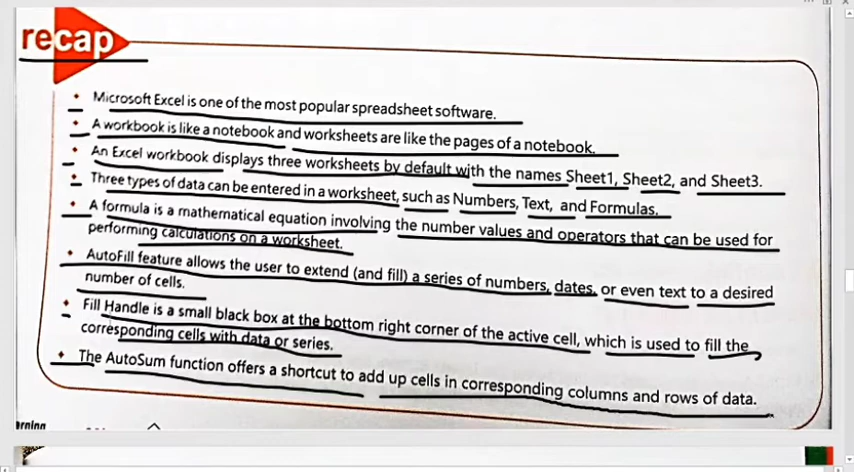 recap
• Microsoft Excel is one of the most popular spreadsheet software.
• A workbook is like a notebook and worksheets are like the pages of a notebook.
• An Excel workbook displays three worksheets by default with the names Sheet1, Sheet2, and Sheet3.
• Three types of data can be entered in a worksheet, such as Numbers, Text, and Formulas.
• A formula is a mathematical equation involving the number values and operators that can be used for
performing calculations on a worksheet.
• AutoFill feature allows the user to extend (and fill) a series of numbers, dates, or even text to a desired
number of cells.
• Fill Handle is a small black box at the bottom right corner of the active cell, which is used to fill the
corresponding cells with data or series.
• The AutoSum function offers a shortcut to add up cells in corresponding columns and rows of data.